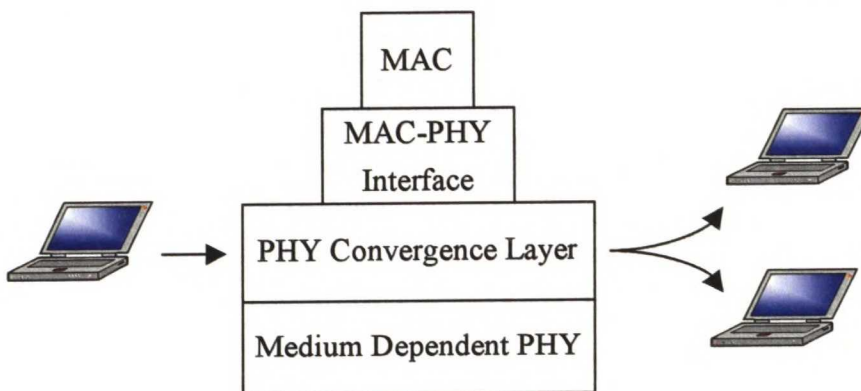 MAC
MAC-PHY
Interface
PHY Convergence Layer
Medium Dependent PHY